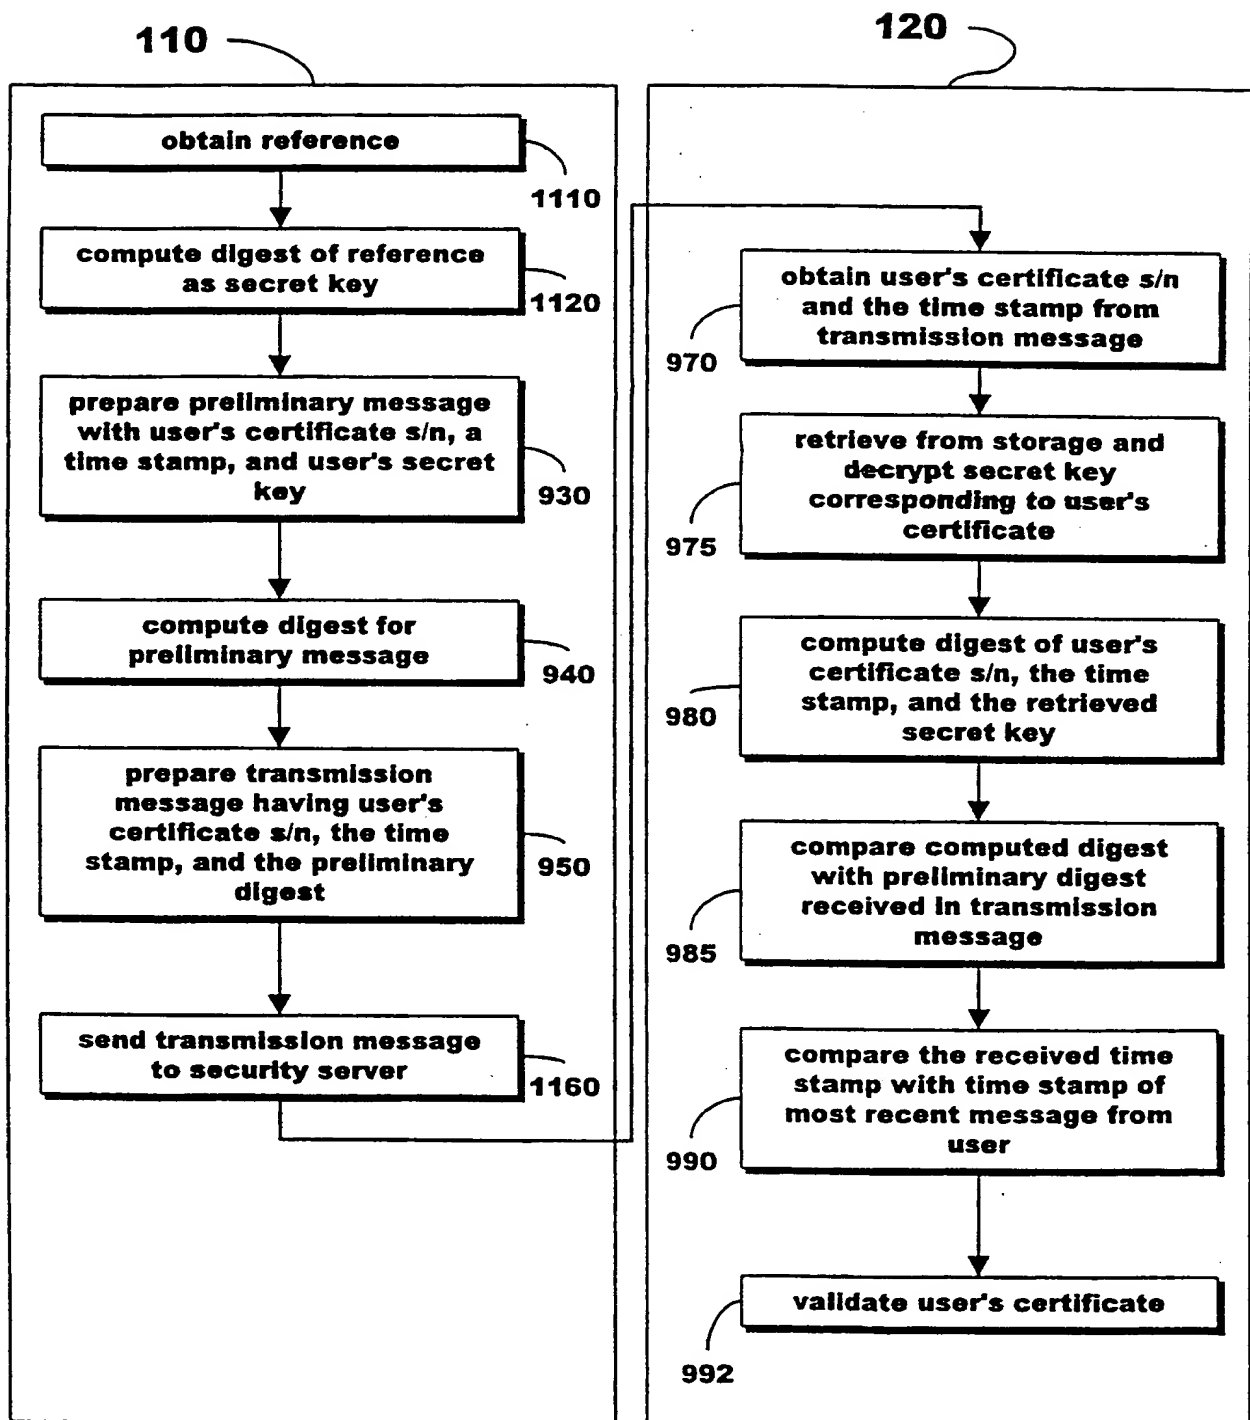 110
obtain reference
1110
compute digest of reference
as secret key
1120
prepare preliminary message
with user's certificate s/n, a
time stamp, and user's secret
key
930
compute digest for
preliminary message
940
prepare transmission
message having user's
certificate s/n, the time
stamp, and the preliminary
digest
950
send transmission message
to security server
1160
120
obtain user's certificate s/n
and the time stamp from
transmission message
970
retrieve from storage and
decrypt secret key
corresponding to user's
certificate
975
compute digest of user's
certificate s/n, the time
stamp, and the retrieved
secret key
980
compare computed digest
with preliminary digest
received in transmission
message
985
compare the received time
stamp with time stamp of
most recent message from
user
990
validate user's certificate
992